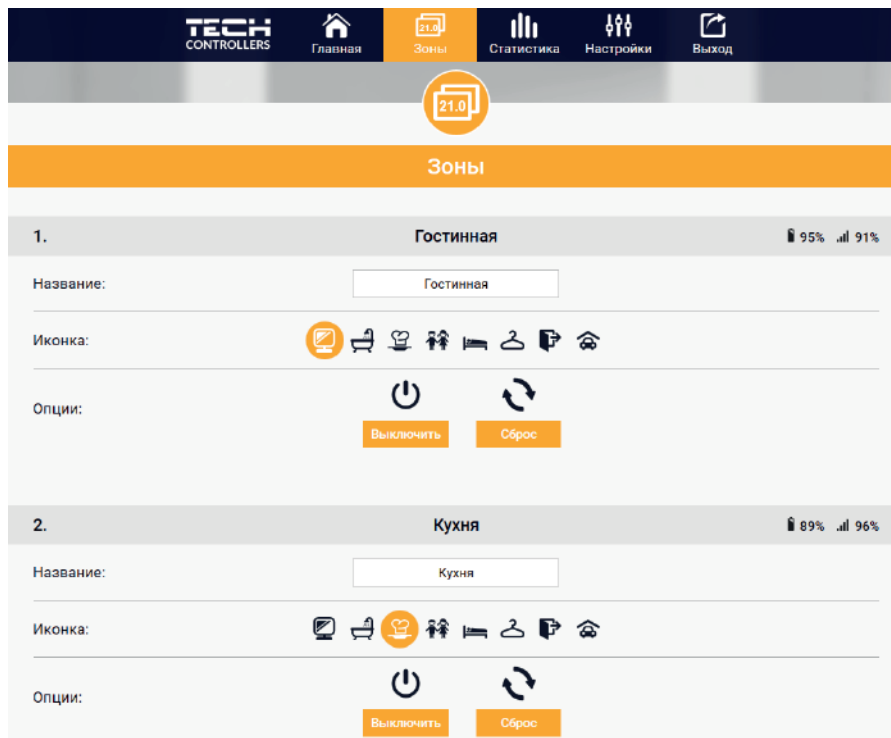 TECH
CONTROLLERS
Главная
21.0
Зоны
Статистика
Настройки
Выход
21.0
Зоны
1. Гостинная 95% 91%
Название: Гостинная
Иконка:
Опции:
Выключить Сброс
2. Кухня 89% 96%
Название: Кухня
Иконка:
Опции:
Выключить Сброс